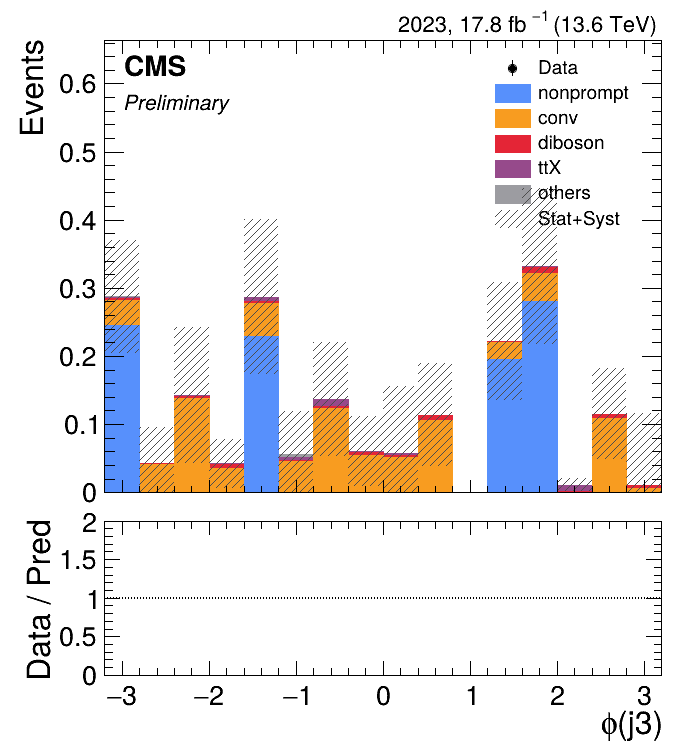 2023, 17.8 fb⁻¹ (13.6 TeV)
CMS
Preliminary
Events
Data
nonprompt
conv
diboson
ttX
others
Stat+Syst
0.6
0.5
0.4
0.3
0.2
0.1
0
Data / Pred
2
1.5
1
0.5
0
−3 −2 −1 0 1 2 3
ϕ(j3)